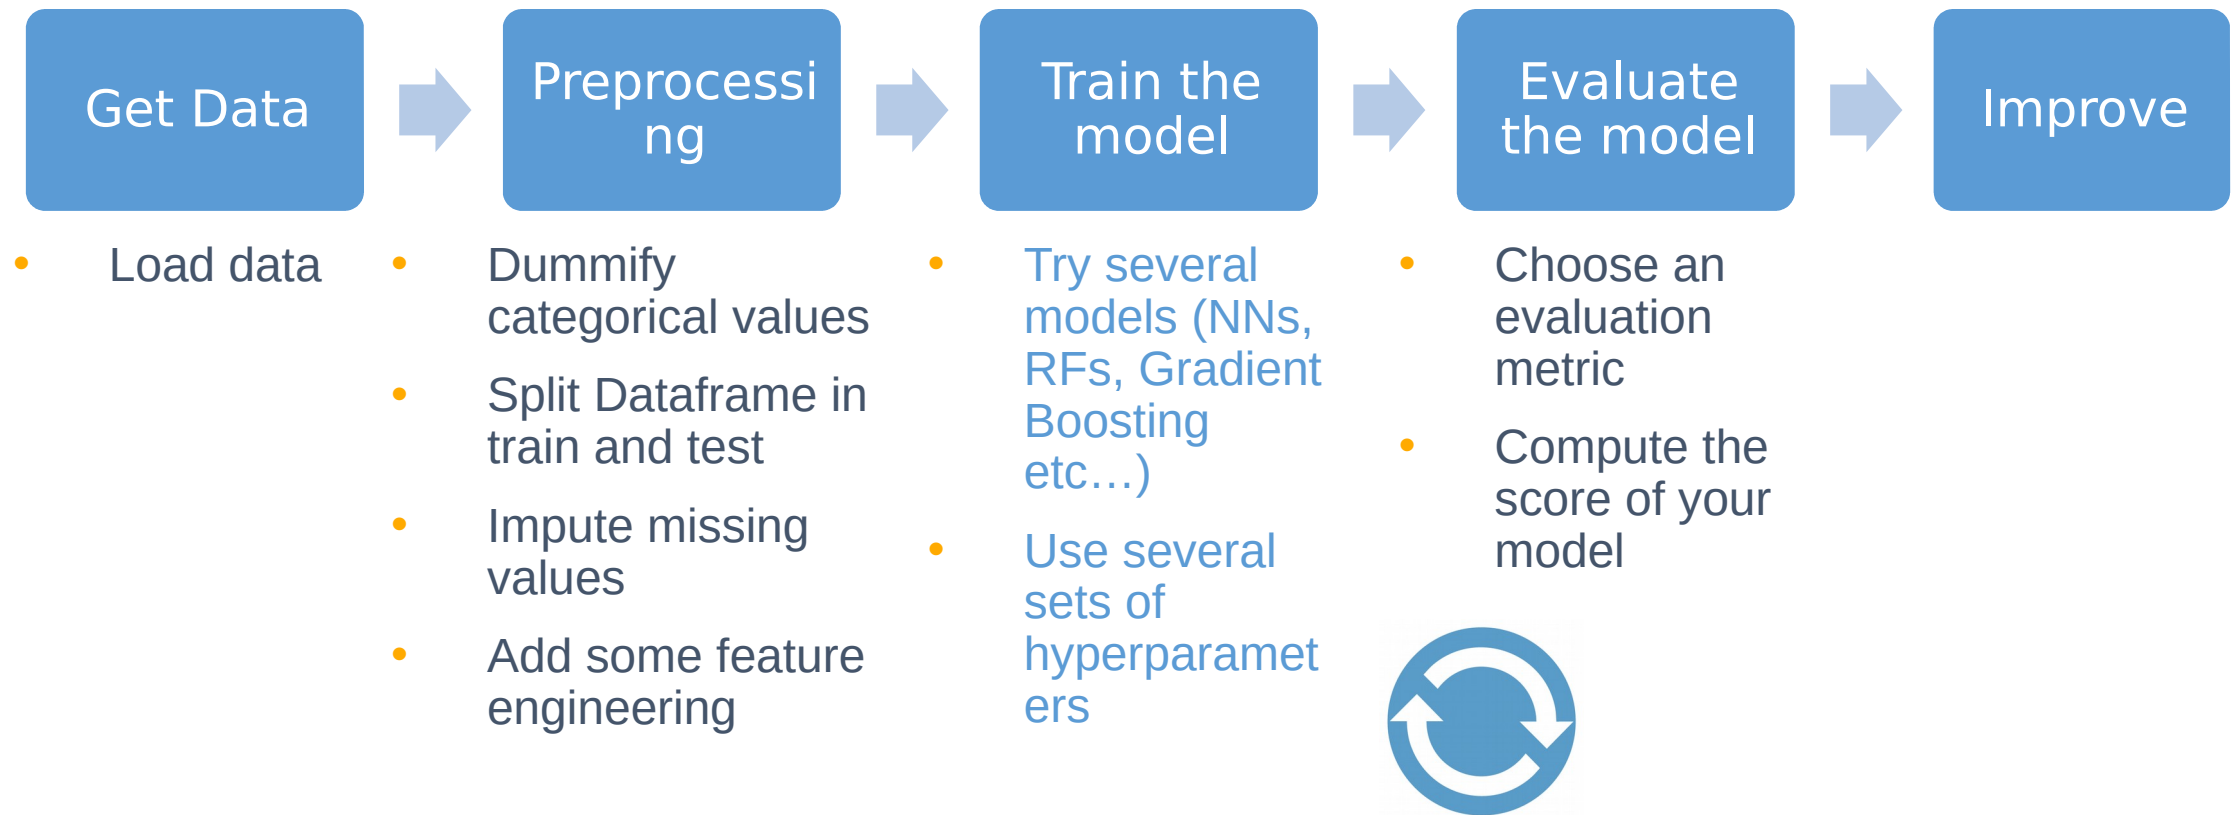 Get Data
Preprocessi
ng
Train the
model
Evaluate
the model
Improve
• Load data
• Dummify
categorical values
• Split Dataframe in
train and test
• Impute missing
values
• Add some feature
engineering
• Try several
models (NNs,
RFs, Gradient
Boosting
etc…)
• Use several
sets of
hyperparamet
ers
• Choose an
evaluation
metric
• Compute the
score of your
model